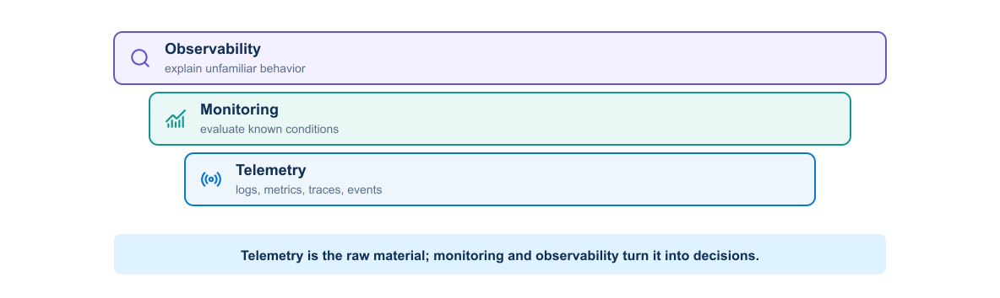 Observability
explain unfamiliar behavior
Monitoring
evaluate known conditions
Telemetry
logs, metrics, traces, events
Telemetry is the raw material; monitoring and observability turn it into decisions.